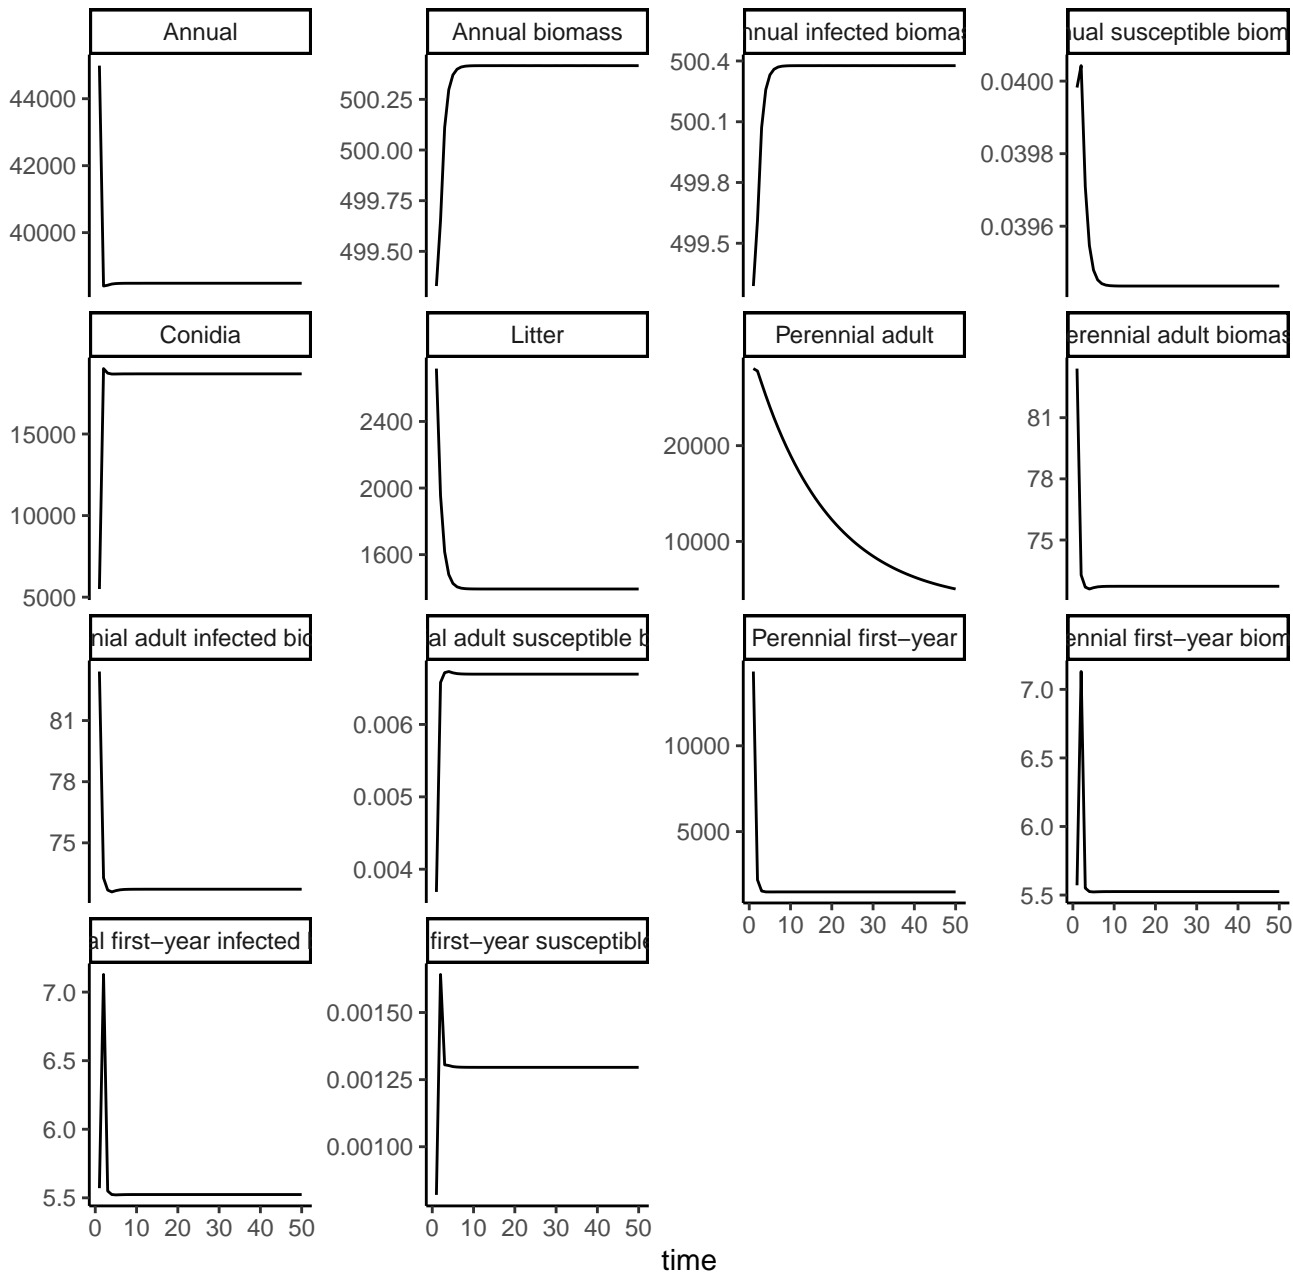 Annual
Annual biomass
nnual infected biomas
ual susceptible biom
44000
42000
40000
500.25
500.00
499.75
499.50
500.4
500.1
499.8
499.5
0.0400
0.0398
0.0396
Conidia
Litter
Perennial adult
erennial adult biomas
15000
10000
5000
2400
2000
1600
20000
10000
81
78
75
nial adult infected bio
al adult susceptible b
Perennial first−year
ennial first−year biom
81
78
75
0.006
0.005
0.004
10000
5000
7.0
6.5
6.0
5.5
0 10 20 30 40 50
0 10 20 30 40 50
al first−year infected
first−year susceptible
7.0
6.5
6.0
5.5
0.00150
0.00125
0.00100
0 10 20 30 40 50
0 10 20 30 40 50
time